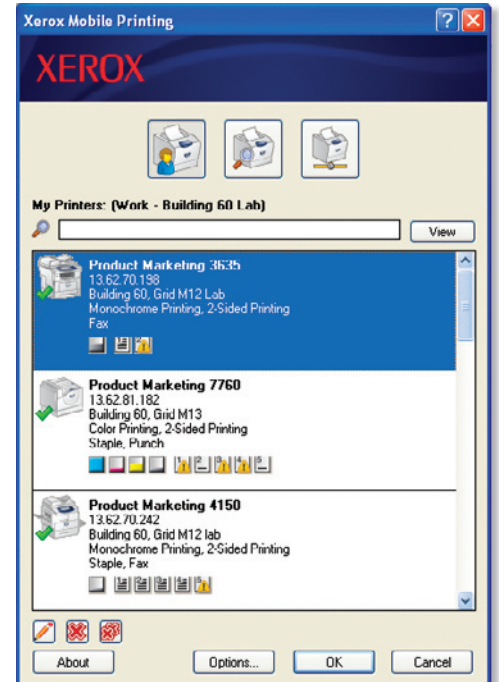 Xerox Mobile Printing
XEROX
My Printers: (Work - Building 60 Lab)
View
Product Marketing 3635
13.62.70.198
Building 60, Grid M12 Lab
Monochrome Printing, 2-Sided Printing
Fax
Product Marketing 7760
13.62.81.182
Building 60, Grid M13
Color Printing, 2-Sided Printing
Staple, Punch
Product Marketing 4150
13.62.70.242
Building 60, Grid M12 lab
Monochrome Printing, 2-Sided Printing
Staple, Fax
About Options... OK Cancel